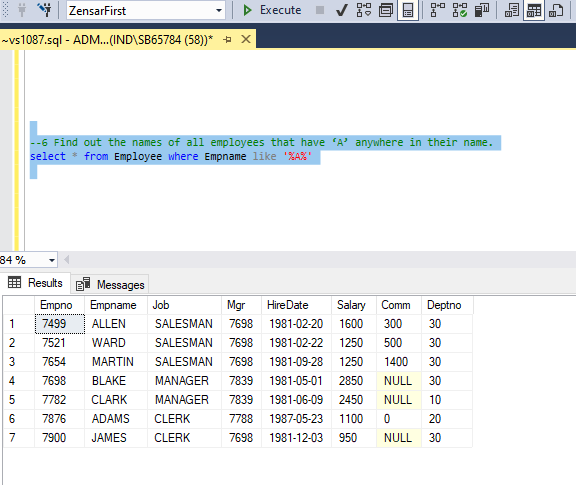 ZensarFirst Execute
~vs1087.sql - ADM...(IND\SB65784 (58))*
--6 Find out the names of all employees that have ‘A’ anywhere in their name.
select * from Employee where Empname like '%A%'
84 %
Results Messages
Empno Empname Job Mgr HireDate Salary Comm Deptno
1 7499 ALLEN SALESMAN 7698 1981-02-20 1600 300 30
2 7521 WARD SALESMAN 7698 1981-02-22 1250 500 30
3 7654 MARTIN SALESMAN 7698 1981-09-28 1250 1400 30
4 7698 BLAKE MANAGER 7839 1981-05-01 2850 NULL 30
5 7782 CLARK MANAGER 7839 1981-06-09 2450 NULL 10
6 7876 ADAMS CLERK 7788 1987-05-23 1100 0 20
7 7900 JAMES CLERK 7698 1981-12-03 950 NULL 30